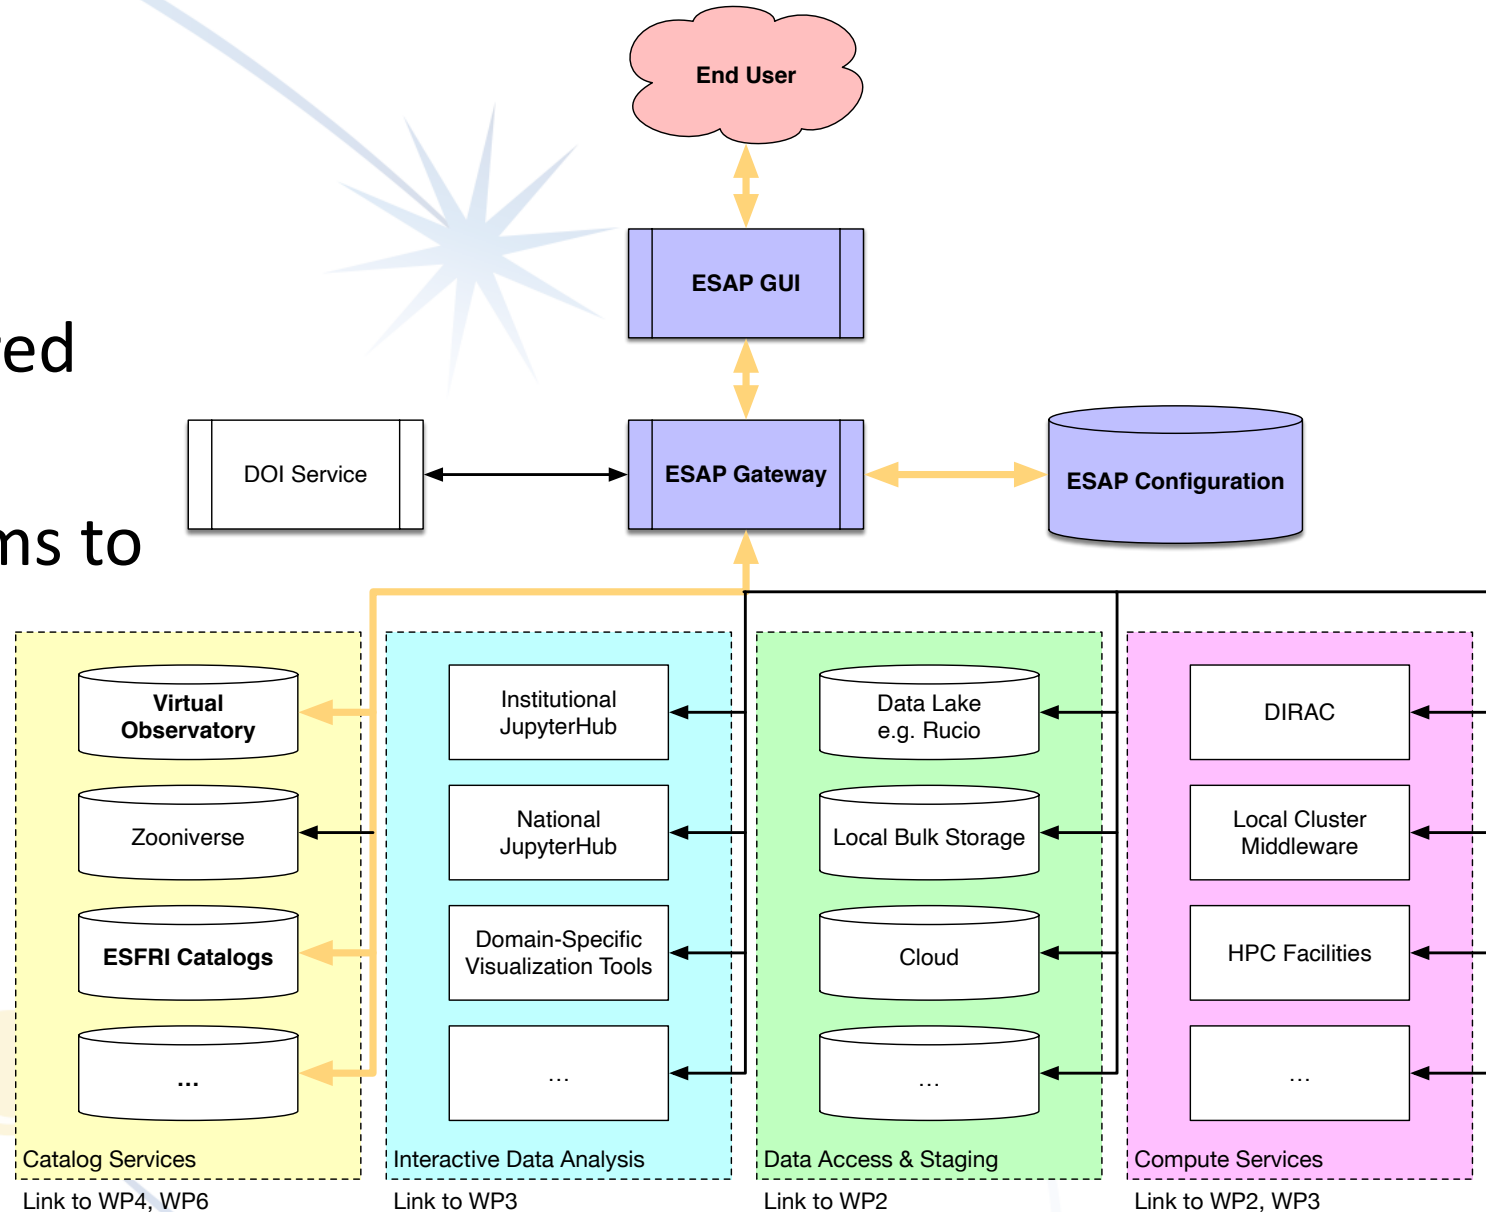 End User
ESAP GUI
ed
DOI Service
ESAP Gateway
ESAP Configuration
ms to
Virtual
Observatory
Zooniverse
ESFRI Catalogs
...
Catalog Services
Link to WP4, WP6
Institutional
JupyterHub
National
JupyterHub
Domain-Specific
Visualization Tools
...
Interactive Data Analysis
Link to WP3
Data Lake
e.g. Rucio
Local Bulk Storage
Cloud
...
Data Access & Staging
Link to WP2
DIRAC
Local Cluster
Middleware
HPC Facilities
...
Compute Services
Link to WP2, WP3